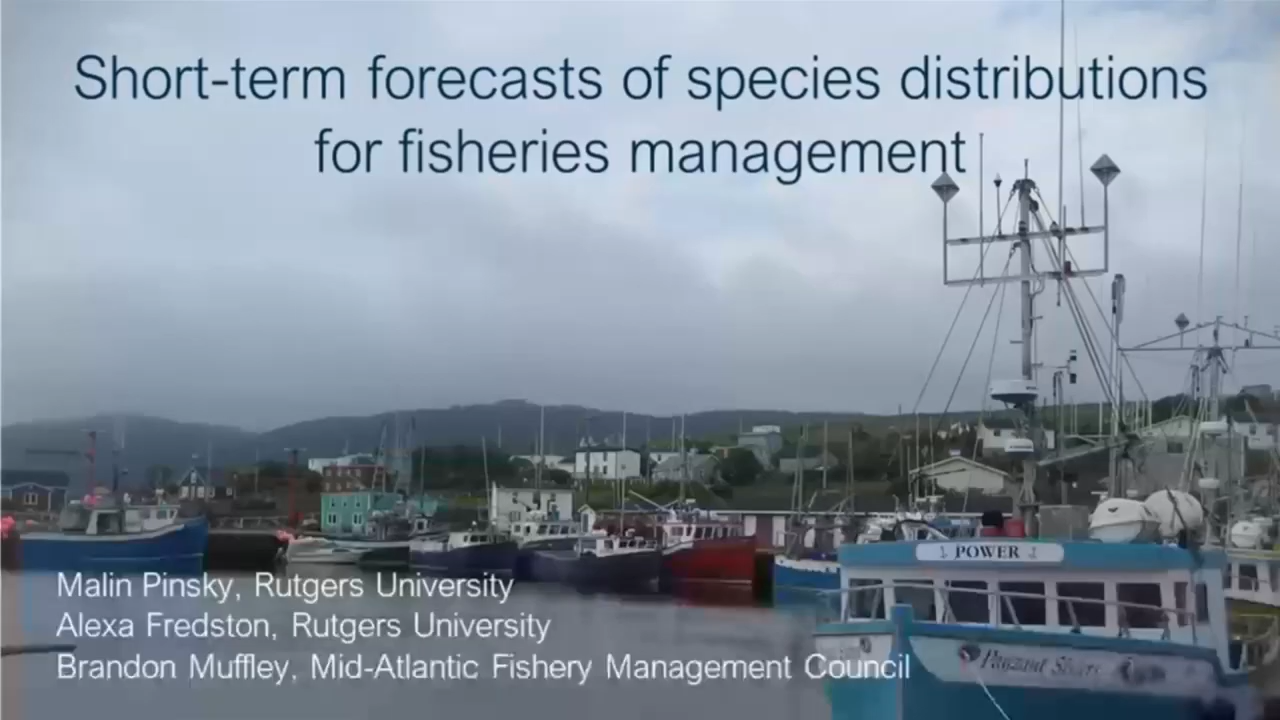 Short-term forecasts of species distributions
for fisheries management
POWER
Malin Pinsky, Rutgers University
Alexa Fredston, Rutgers University
Brandon Muffley, Mid-Atlantic Fishery Management Council